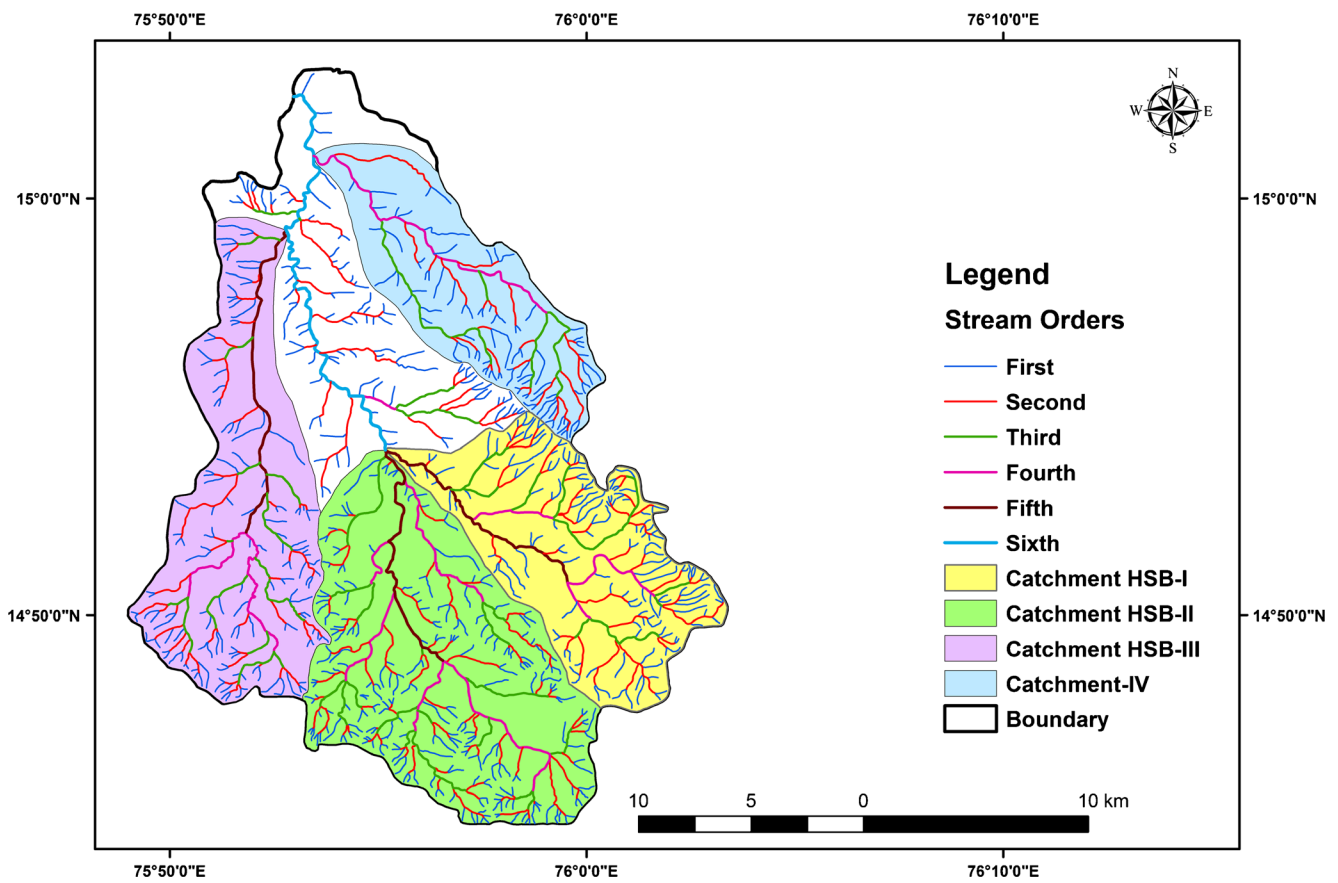 75°50'0"E 76°0'0"E 76°10'0"E
N
W E
S
15°0'0"N 15°0'0"N
Legend
Stream Orders
First
Second
Third
Fourth
Fifth
Sixth
Catchment HSB-I
Catchment HSB-II
14°50'0"N 14°50'0"N
Catchment HSB-III
Catchment-IV
Boundary
10 5 0 10 km
75°50'0"E 76°0'0"E 76°10'0"E